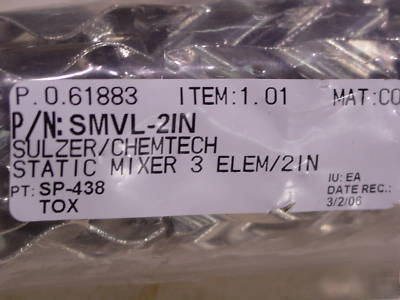 P.O.61883 ITEM:1.01 MAT:CO
P/N: SMVL-2IN
SULZER/CHEMTECH
STATIC MIXER 3 ELEM/2IN
PT: SP-438 IU: EA
TOX DATE REC.:
3/2/06